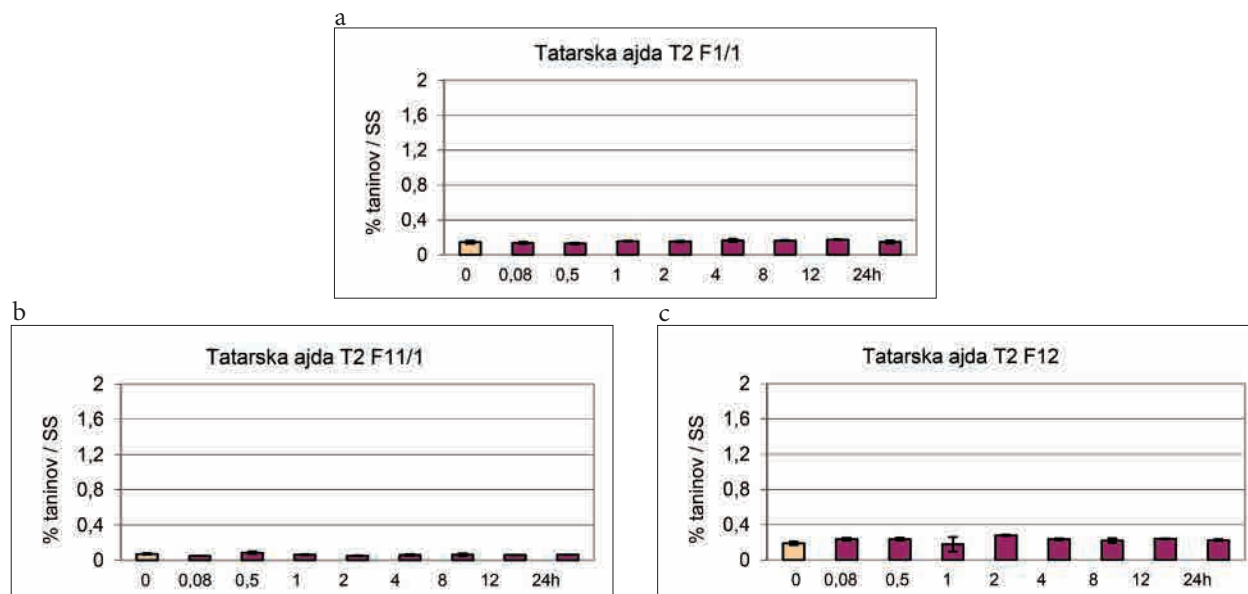 a
Tatarska ajda T2 F1/1
% taninov / SS
2
1,6
1,2
0,8
0,4
0
0 0,08 0,5 1 2 4 8 12 24h
b
Tatarska ajda T2 F11/1
% taninov / SS
2
1,6
1,2
0,8
0,4
0
0 0,08 0,5 1 2 4 8 12 24h
c
Tatarska ajda T2 F12
% taninov / SS
2
1,6
1,2
0,8
0,4
0
0 0,08 0,5 1 2 4 8 12 24h